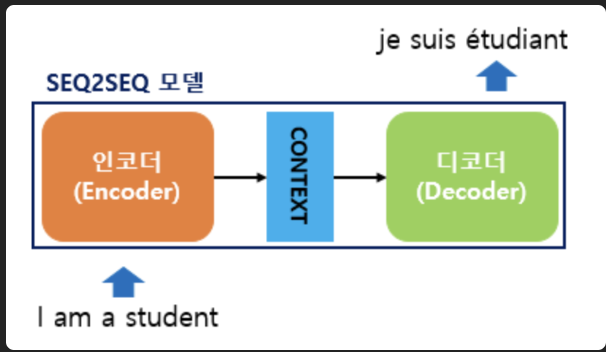 je suis étudiant
SEQ2SEQ 모델
인코더
(Encoder)
CONTEXT
디코더
(Decoder)
I am a student